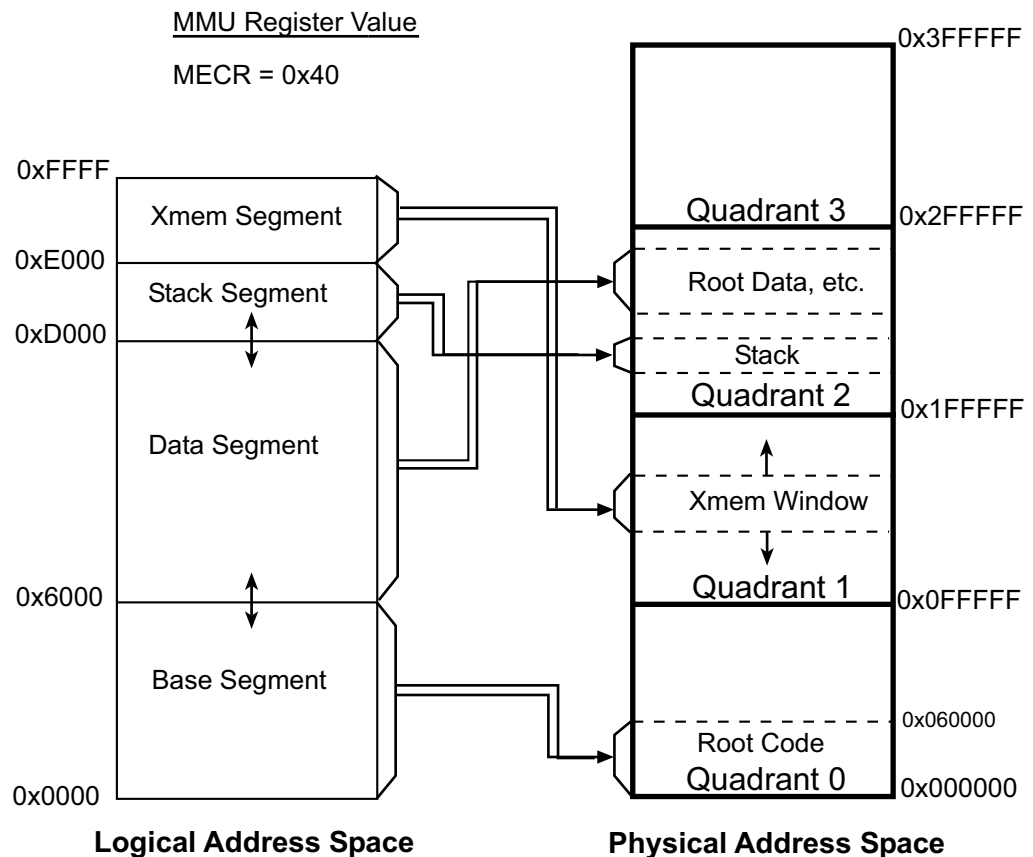 MMU Register Value
MECR = 0x40
0xFFFF
Xmem Segment
0xE000
Stack Segment
0xD000
Data Segment
0x6000
Base Segment
0x0000
Logical Address Space
0x3FFFFF
Quadrant 3
0x2FFFFF
Root Data, etc.
Stack
Quadrant 2
0x1FFFFF
Xmem Window
Quadrant 1
0x0FFFFF
0x060000
Root Code
Quadrant 0
0x000000
Physical Address Space